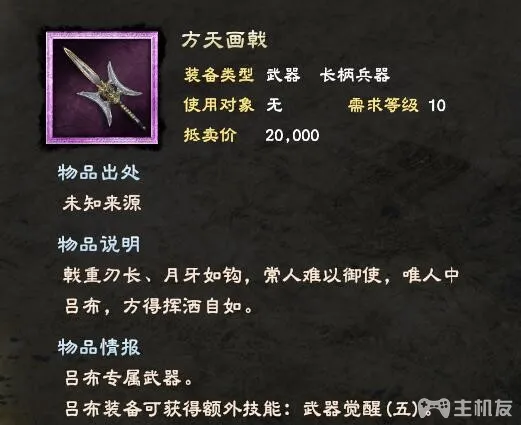 方天画戟
装备类型 武器 长柄兵器
使用对象 无 需求等级 10
抵卖价 20,000
物品出处
未知来源
物品说明
戟重刃长、月牙如钩，常人难以御使，唯人中
吕布，方得挥洒自如。
物品情报
吕布专属武器。
吕布装备可获得额外技能：武器觉醒(五)。
主机友